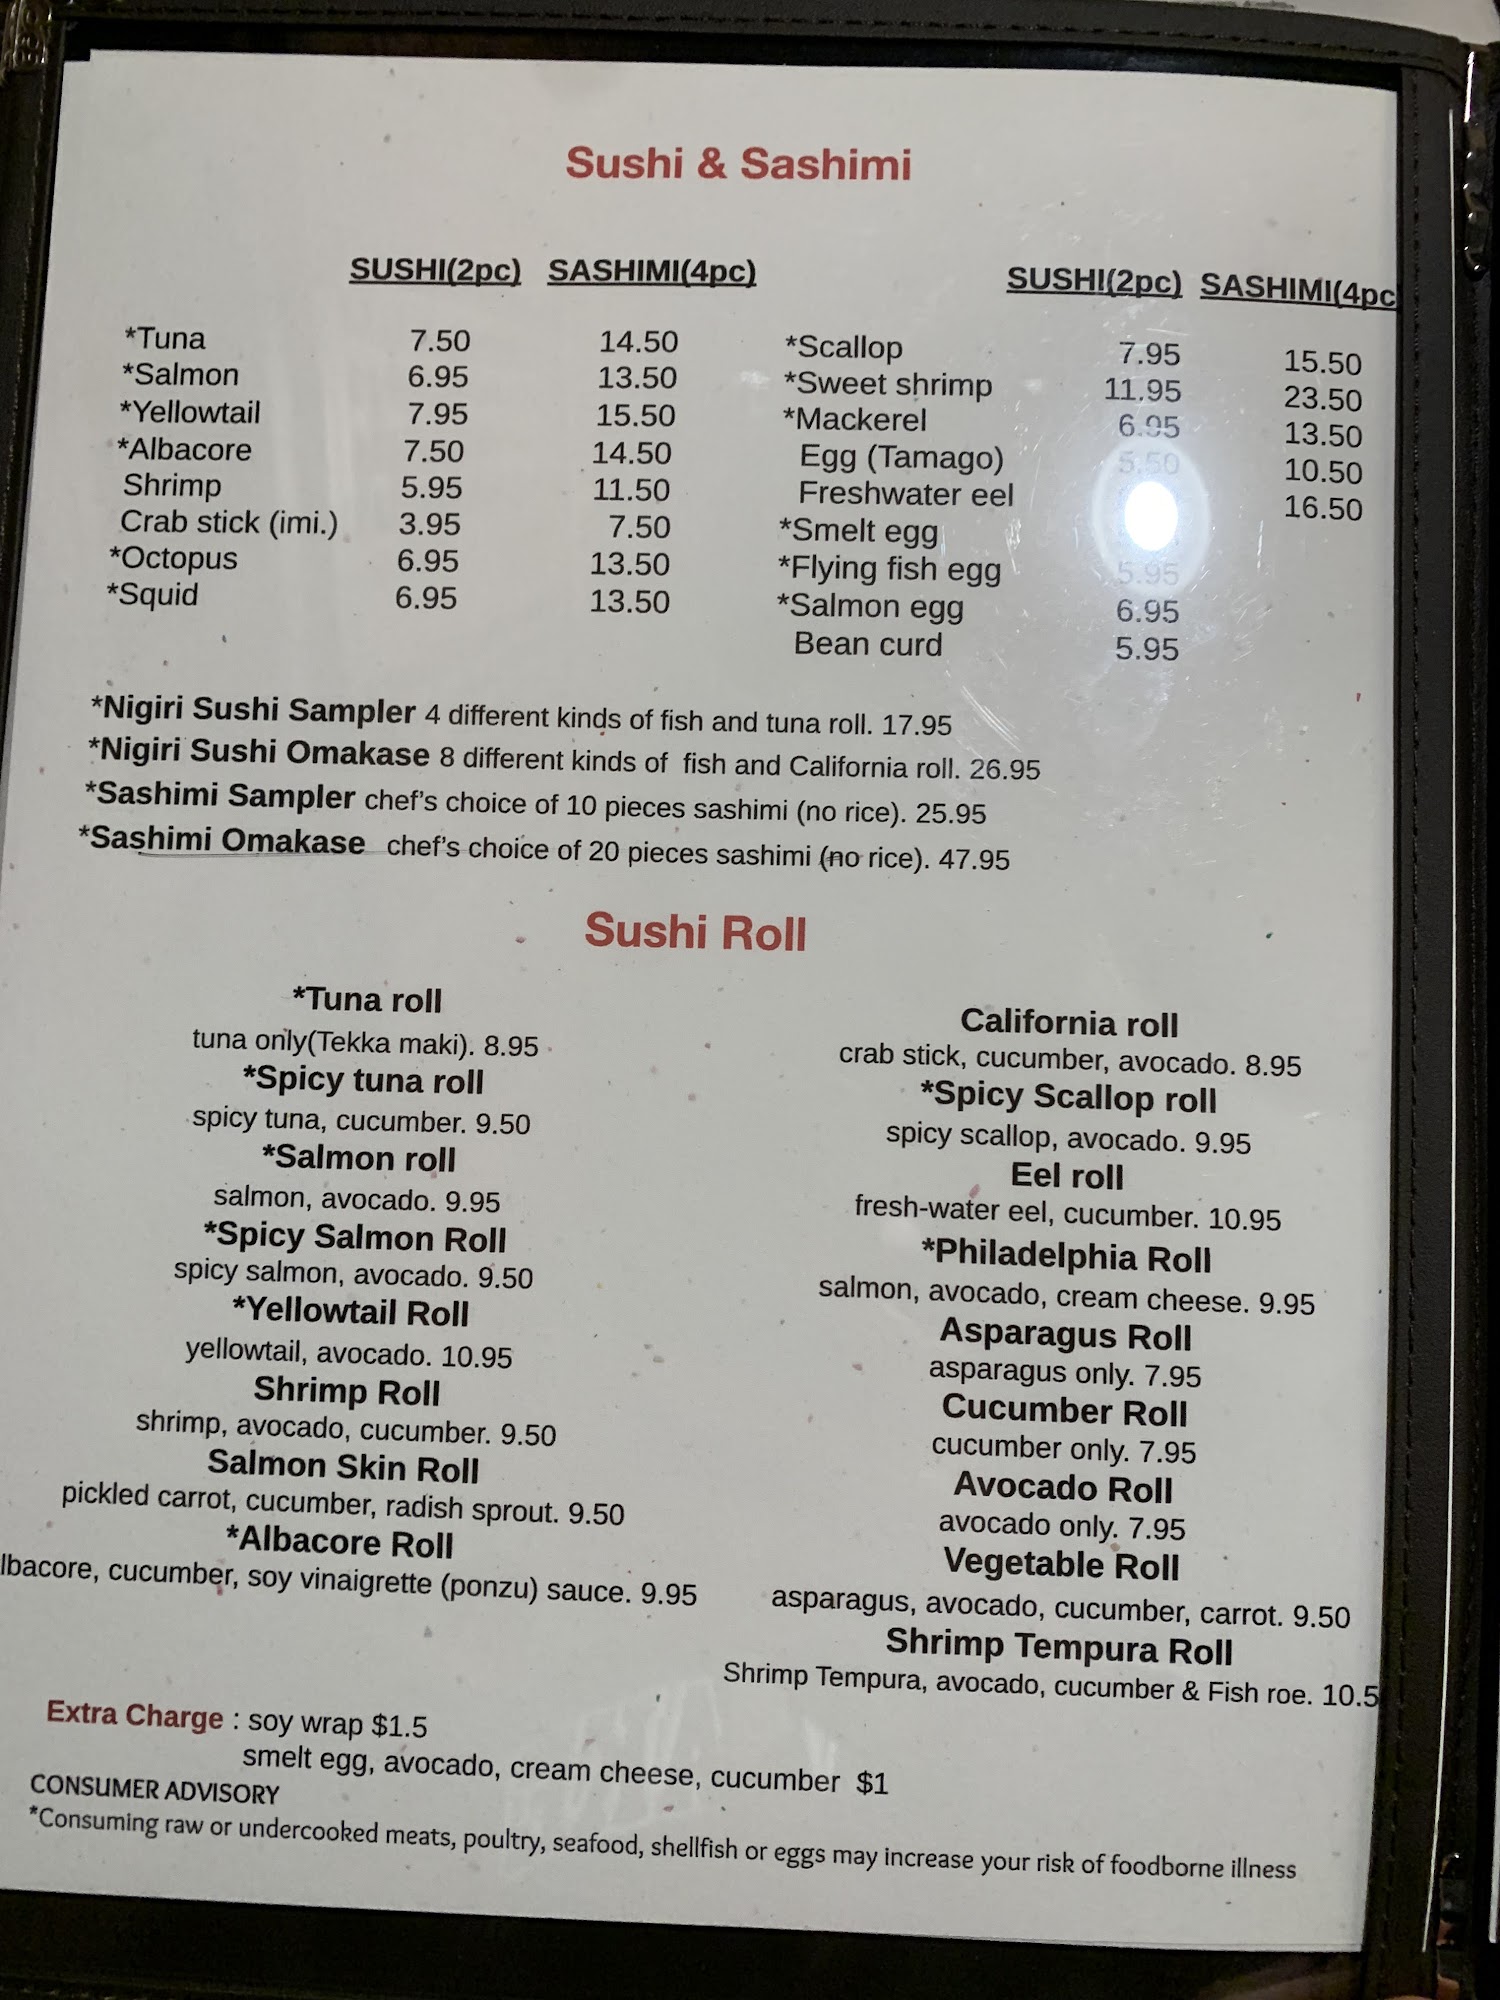 Sushi & Sashimi
SUSHI(2pc) SASHIMI(4pc)
*Tuna 7.50 14.50
*Salmon 6.95 13.50
*Yellowtail 7.95 15.50
*Albacore 7.50 14.50
Shrimp 5.95 11.50
Crab stick (imi.) 3.95 7.50
*Octopus 6.95 13.50
*Squid 6.95 13.50
SUSHI(2pc) SASHIMI(4pc
*Scallop 7.95 15.50
*Sweet shrimp 11.95 23.50
*Mackerel 6.95 13.50
Egg (Tamago) 5.50 10.50
Freshwater eel 16.50
*Smelt egg
*Flying fish egg 5.95
*Salmon egg 6.95
Bean curd 5.95
*Nigiri Sushi Sampler 4 different kinds of fish and tuna roll. 17.95
*Nigiri Sushi Omakase 8 different kinds of fish and California roll. 26.95
*Sashimi Sampler chef's choice of 10 pieces sashimi (no rice). 25.95
*Sashimi Omakase chef's choice of 20 pieces sashimi (no rice). 47.95
Sushi Roll
*Tuna roll
tuna only(Tekka maki). 8.95
*Spicy tuna roll
spicy tuna, cucumber. 9.50
*Salmon roll
salmon, avocado. 9.95
*Spicy Salmon Roll
spicy salmon, avocado. 9.50
*Yellowtail Roll
yellowtail, avocado. 10.95
Shrimp Roll
shrimp, avocado, cucumber. 9.50
Salmon Skin Roll
pickled carrot, cucumber, radish sprout. 9.50
*Albacore Roll
lbacore, cucumber, soy vinaigrette (ponzu) sauce. 9.95
California roll
crab stick, cucumber, avocado. 8.95
*Spicy Scallop roll
spicy scallop, avocado. 9.95
Eel roll
fresh-water eel, cucumber. 10.95
*Philadelphia Roll
salmon, avocado, cream cheese. 9.95
Asparagus Roll
asparagus only. 7.95
Cucumber Roll
cucumber only. 7.95
Avocado Roll
avocado only. 7.95
Vegetable Roll
asparagus, avocado, cucumber, carrot. 9.50
Shrimp Tempura Roll
Shrimp Tempura, avocado, cucumber & Fish roe. 10.5
Extra Charge : soy wrap $1.5
smelt egg, avocado, cream cheese, cucumber $1
CONSUMER ADVISORY
*Consuming raw or undercooked meats, poultry, seafood, shellfish or eggs may increase your risk of foodborne illness